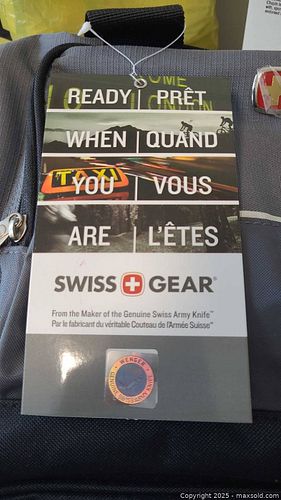 READY | PRÊT
WHEN | QUAND
TAXI
YOU | VOUS
ARE | L'ÊTES
SWISS GEAR®
From the Maker of the Genuine Swiss Army Knife™
Par le fabricant du véritable Couteau de l'Armée Suisse™
WENGER
Copyright 2025 - maxsold.com